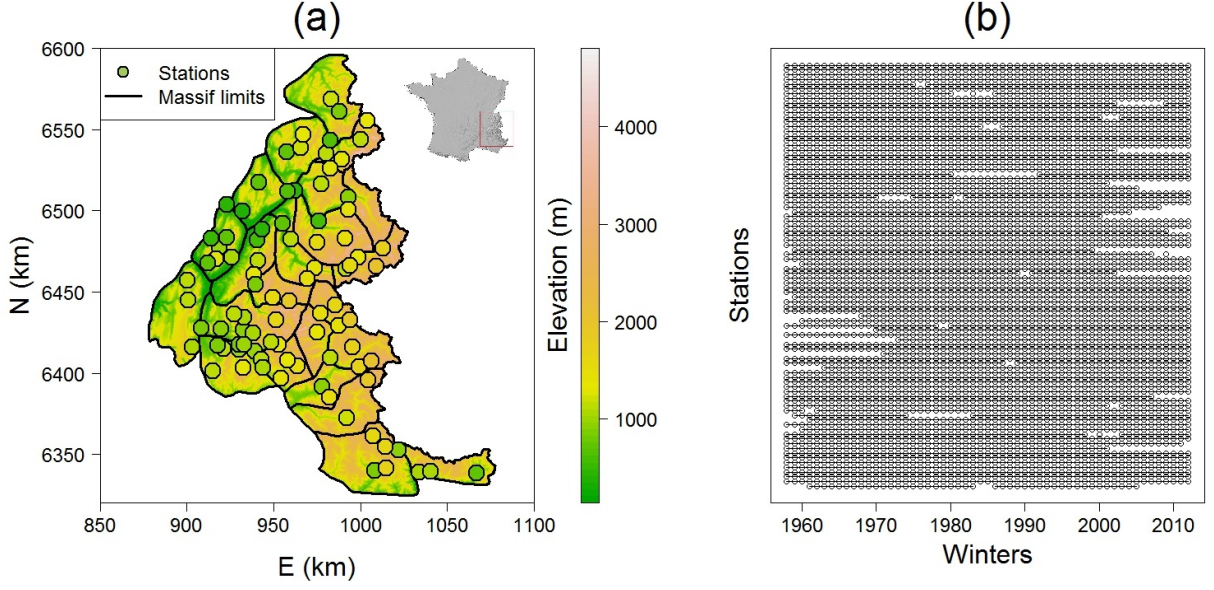 (a)
(b)
6600
6550
6500
6450
6400
6350
N (km)
Stations
Massif limits
850
900
950
1000
1050
1100
E (km)
4000
3000
2000
1000
Elevation (m)
Stations
1960
1970
1980
1990
2000
2010
Winters